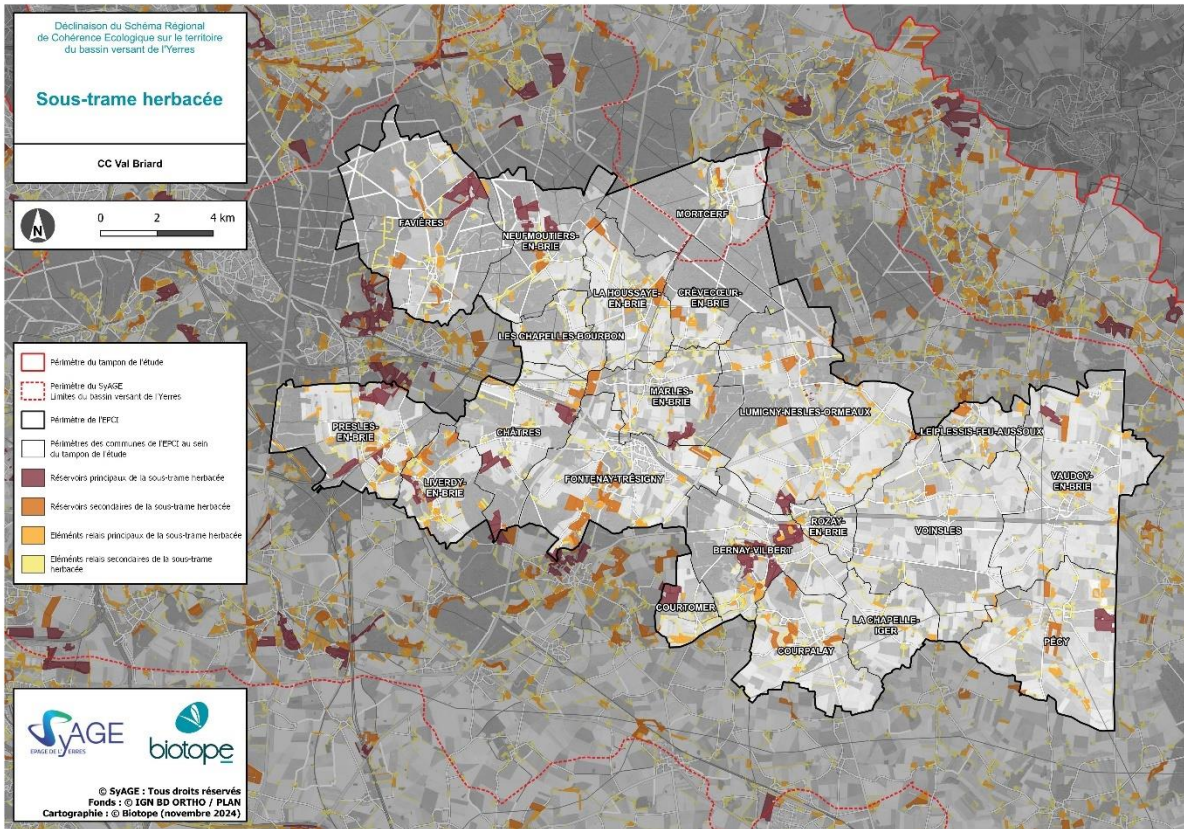 Déclinaison du Schéma Régional
de Cohérence Ecologique sur le territoire
du bassin versant de l'Yerres
Sous-trame herbacée
CC Val Briard
N
0 2 4 km
Périmètre du tampon de l'étude
Périmètre du SyAGE
Limites du bassin versant de l'Yerres
Périmètre de l'EPCI
Périmètres des communes de l'EPCI au sein
du tampon de l'étude
Réservoirs principaux de la sous-trame herbacée
Réservoirs secondaires de la sous-trame herbacée
Eléments relais principaux de la sous-trame herbacée
Eléments relais secondaires de la sous-trame
herbacée
FAVIÈRES
NEUFMOUTIERS-
EN-BRIE
MORTCERF
LA HOUSSAYE-
EN-BRIE
CRÈVECŒUR-
EN-BRIE
LES CHAPELLES-BOURBON
MARLES-
EN-BRIE
LUMIGNY-NESLES-ORMEAUX
PRESLES-
EN-BRIE
CHÂTRES
LE PLESSIS-FEU-AUSSOUX
LIVERDY-
EN-BRIE
FONTENAY-TRÉSIGNY
VAUDOY-
EN-BRIE
ROZAY-
EN-BRIE
VOINSLES
BERNAY-VILBERT
COURTOMER
LA CHAPELLE-
IGER
PÉCY
COURPALAY
SyAGE
EPAGE DE L'YERRES
biotope
© SyAGE : Tous droits réservés
Fonds : © IGN BD ORTHO / PLAN
Cartographie : © Biotope (novembre 2024)